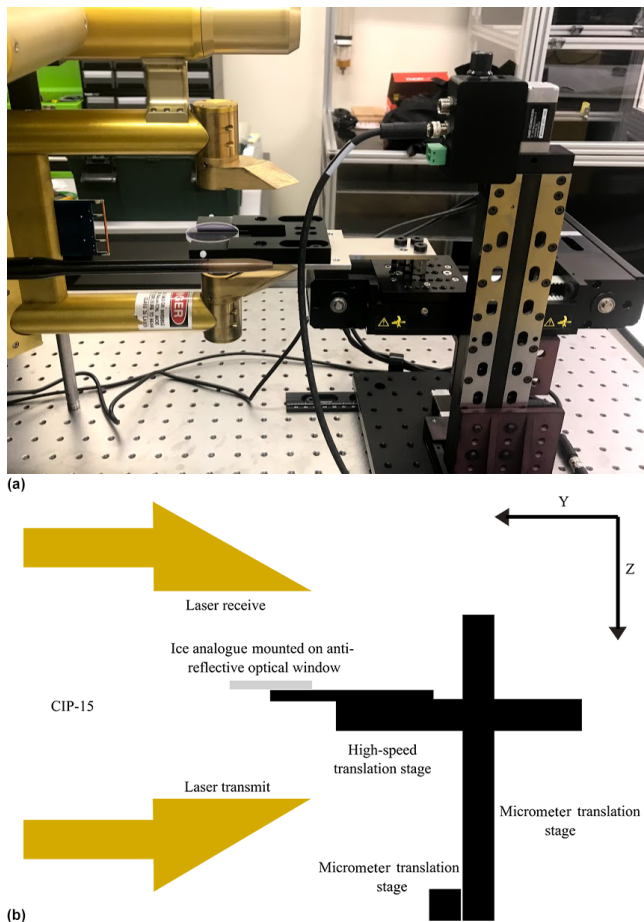 DANGER
(a)
Y
Z
Laser receive
Ice analogue mounted on anti-
reflective optical window
CIP-15
High-speed
translation stage
Laser transmit
Micrometer translation
stage
Micrometer translation
stage
(b)